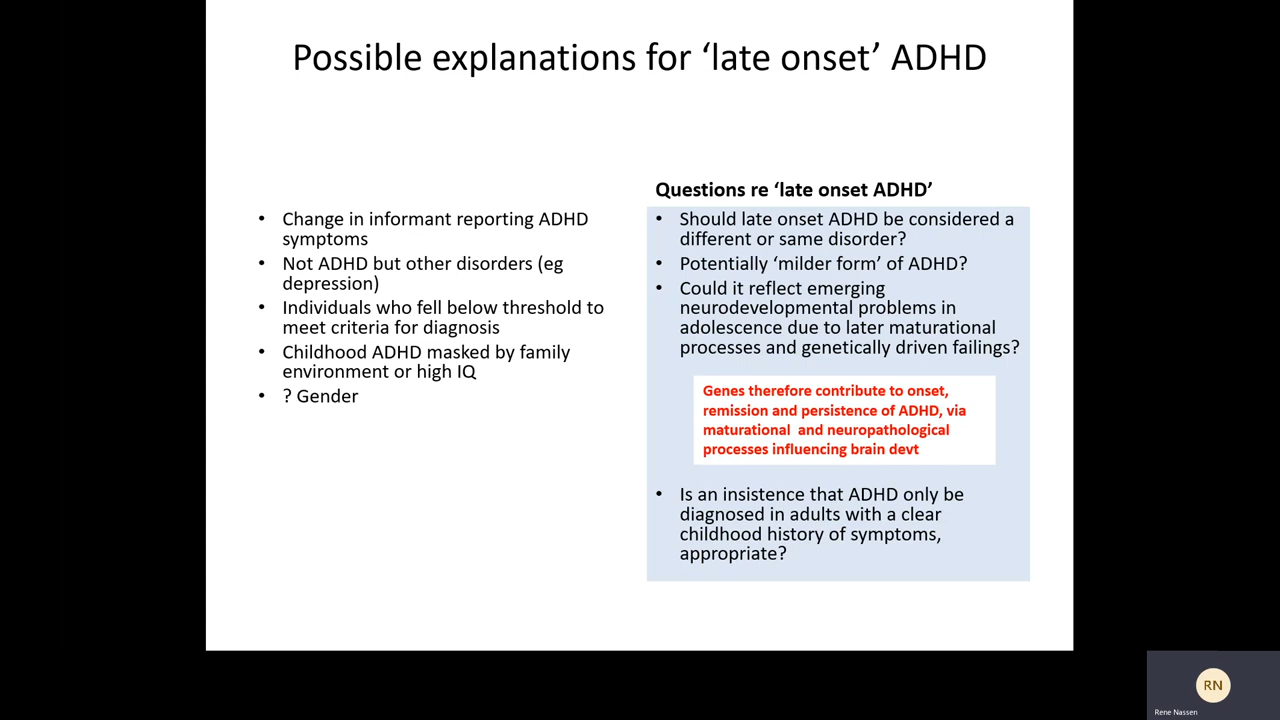 Possible explanations for ‘late onset’ ADHD
• Change in informant reporting ADHD
symptoms
• Not ADHD but other disorders (eg
depression)
• Individuals who fell below threshold to
meet criteria for diagnosis
• Childhood ADHD masked by family
environment or high IQ
• ? Gender
Questions re ‘late onset ADHD’
• Should late onset ADHD be considered a
different or same disorder?
• Potentially ‘milder form’ of ADHD?
• Could it reflect emerging
neurodevelopmental problems in
adolescence due to later maturational
processes and genetically driven failings?
Genes therefore contribute to onset,
remission and persistence of ADHD, via
maturational and neuropathological
processes influencing brain devt
• Is an insistence that ADHD only be
diagnosed in adults with a clear
childhood history of symptoms,
appropriate?
RN
Rene Nassen